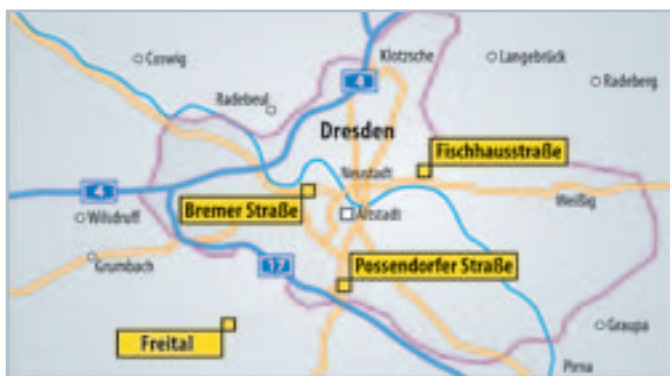 Coswig
Klotzsche
Langebrück
4
Radeberg
Radebeul
Dresden
Fischhausstraße
Neustadt
4
Bremer Straße
Weißig
Wilsdruff
Altstadt
Grumbach
17
Possendorfer Straße
Freital
Graupa
Pirna